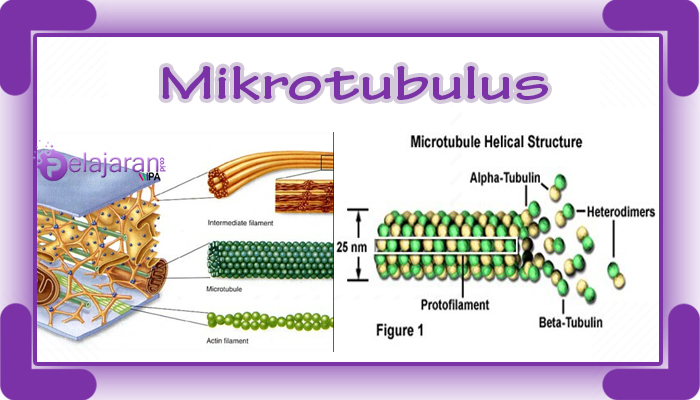 Mikrotubulus
Pelajaran.co.id
IPA
Intermediate filament
Microtubule
Actin filament
Microtubule Helical Structure
Alpha-Tubulin
Heterodimers
25 nm
Protofilament
Beta-Tubulin
Figure 1